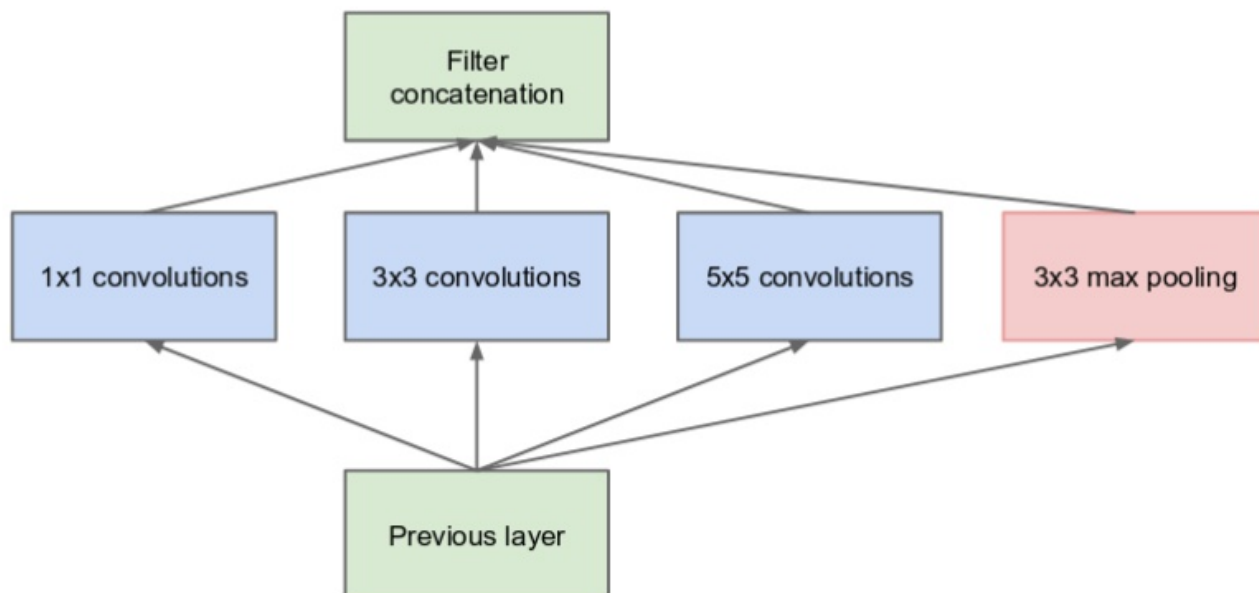 Filter
concatenation
1x1 convolutions
3x3 convolutions
5x5 convolutions
3x3 max pooling
Previous layer